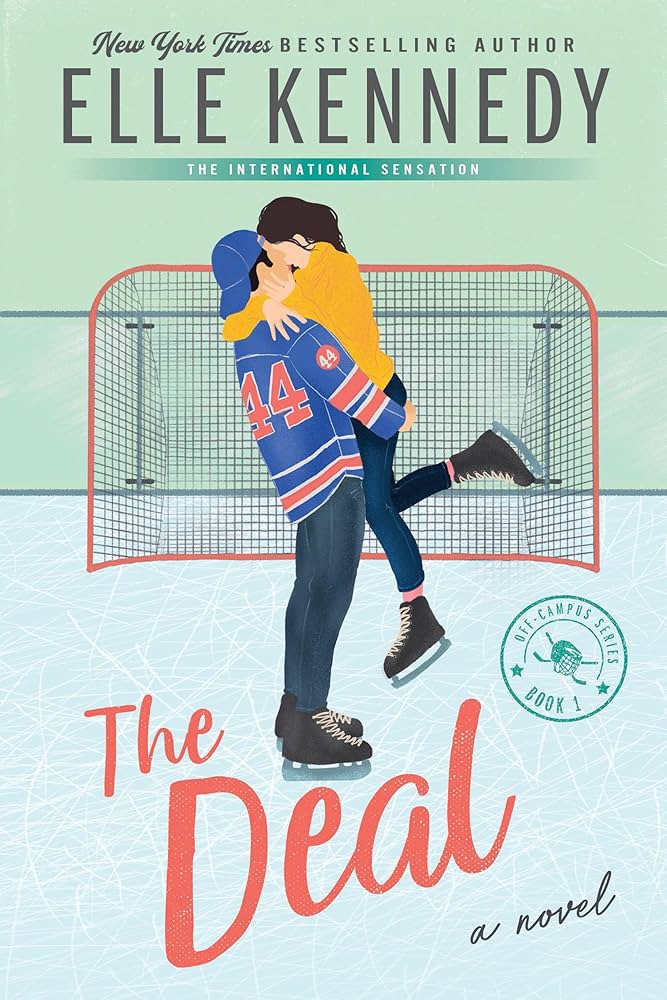 New York Times BESTSELLING AUTHOR
ELLE KENNEDY
THE INTERNATIONAL SENSATION
44
44
OFF-CAMPUS SERIES
BOOK 1
The
Deal
a novel